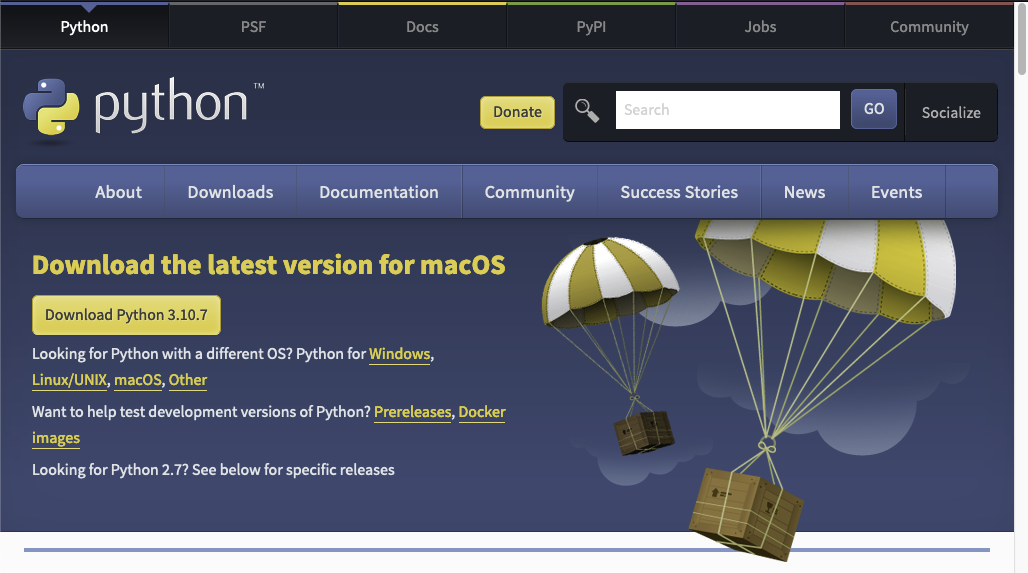 Python
PSF
Docs
PyPI
Jobs
Community
python™
Donate
Search
GO
Socialize
About
Downloads
Documentation
Community
Success Stories
News
Events
Download the latest version for macOS
Download Python 3.10.7
Looking for Python with a different OS? Python for Windows,
Linux/UNIX, macOS, Other
Want to help test development versions of Python? Prereleases, Docker
images
Looking for Python 2.7? See below for specific releases